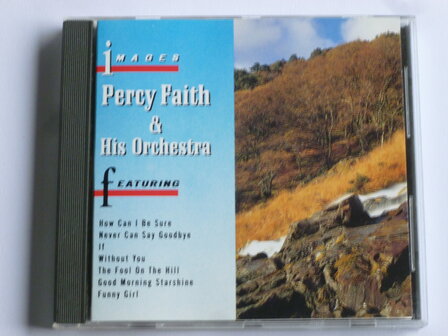 images
Percy Faith
&
His Orchestra
fEATURING
How Can I Be Sure
Never Can Say Goodbye
If
Without You
The Fool On The Hill
Good Morning Starshine
Funny Girl